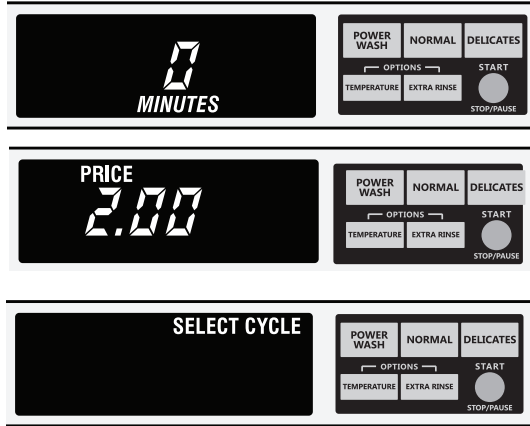 0
MINUTES
POWER WASH NORMAL DELICATES
OPTIONS START
TEMPERATURE EXTRA RINSE
STOP/PAUSE
PRICE
2.00
POWER WASH NORMAL DELICATES
OPTIONS START
TEMPERATURE EXTRA RINSE
STOP/PAUSE
SELECT CYCLE
POWER WASH NORMAL DELICATES
OPTIONS START
TEMPERATURE EXTRA RINSE
STOP/PAUSE